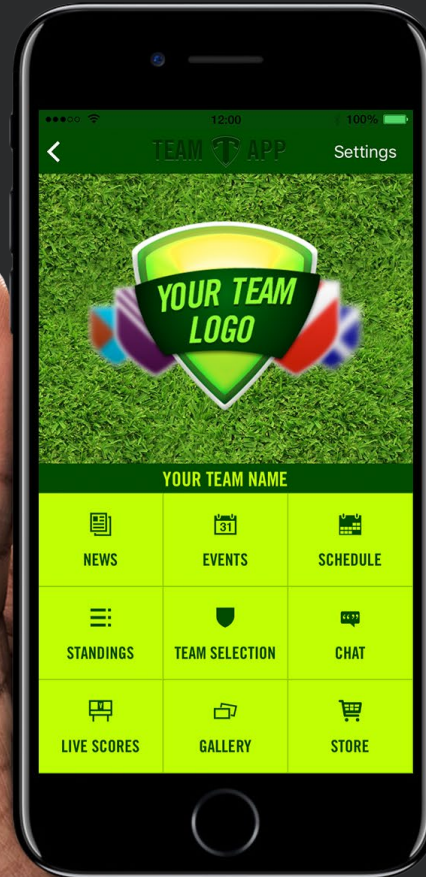 12:00
100%
TEAM APP
Settings
YOUR TEAM
LOGO
YOUR TEAM NAME
NEWS
31
EVENTS
SCHEDULE
STANDINGS
TEAM SELECTION
CHAT
LIVE SCORES
GALLERY
STORE